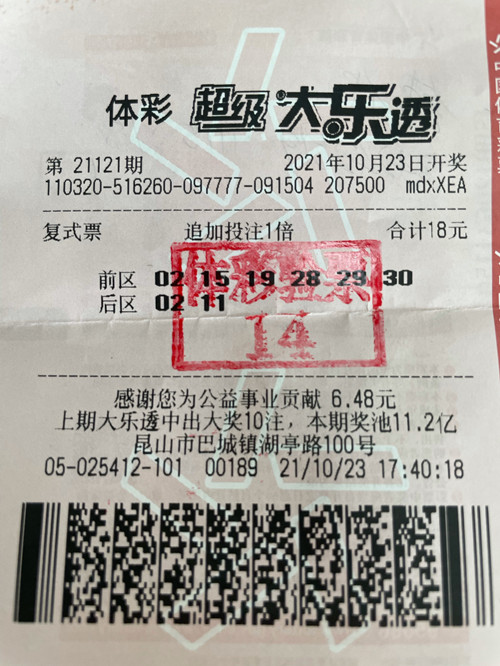 体彩 超级大乐透
第 21121期 2021年10月23日开奖
110320-516260-097777-091504 207500 mdxXEA
复式票 追加投注1倍 合计18元
前区 02 15 19 28 29 30
后区 02 11
14
感谢您为公益事业贡献 6.48元
上期大乐透中出大奖10注，本期奖池11.2亿
昆山市巴城镇湖亭路100号
05-025412-101 00189 21/10/23 17:40:18